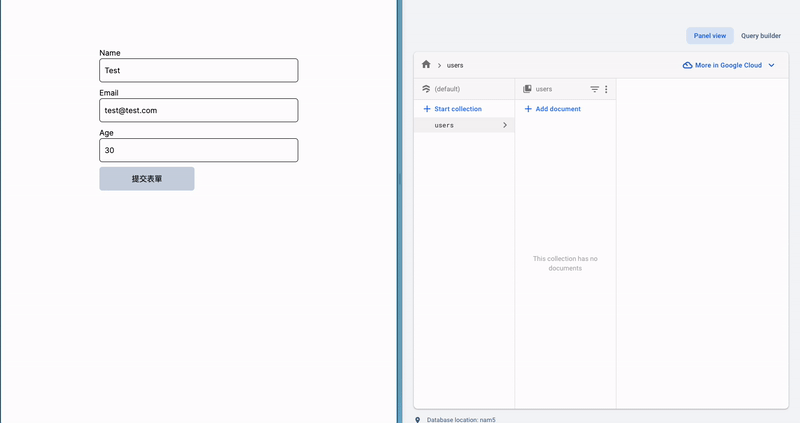 Name
Test
Email
test@test.com
Age
30
提交表單
Panel view
Query builder
users
More in Google Cloud
(default)
users
Start collection
Add document
users
This collection has no
documents
Database location: nam5